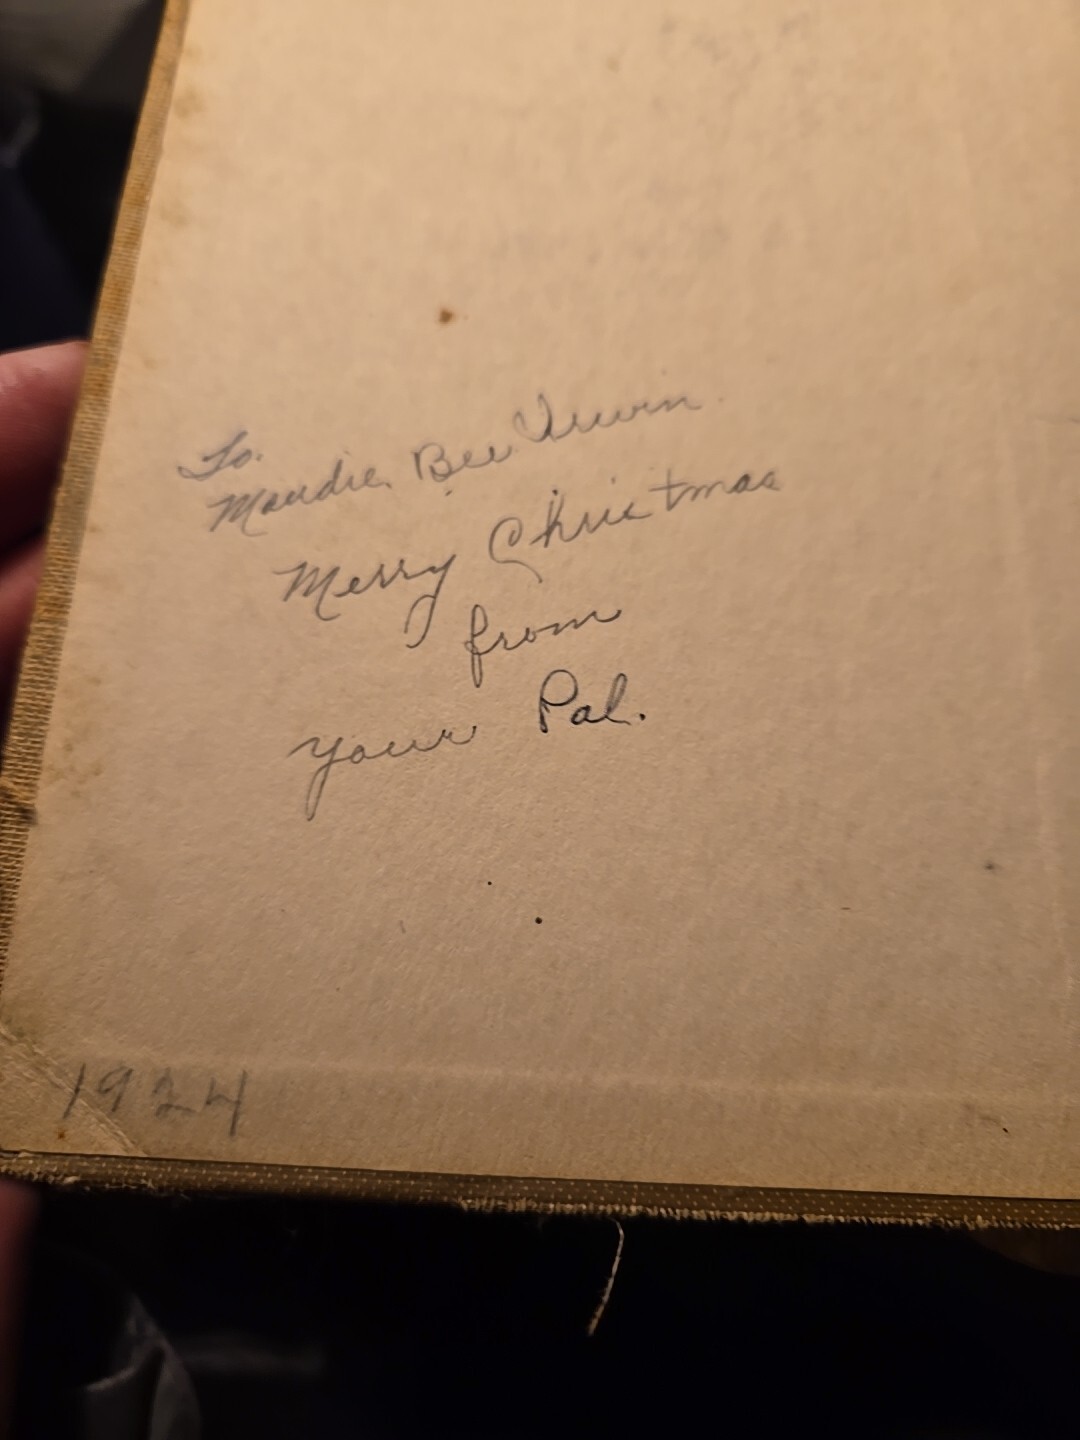 To.
Maudie Bee Irwin
Merry Christmas
from
your Pal.
1924